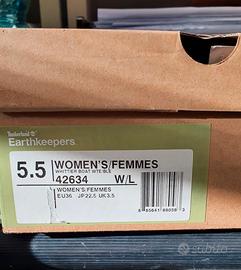 Timberland
Earthkeepers
5.5
WOMEN'S/FEMMES
WHITTIER BOAT WTE/BLE
42634 W/L
WOMEN'S/FEMMES
EU36 JP22.5 UK3.5
subito